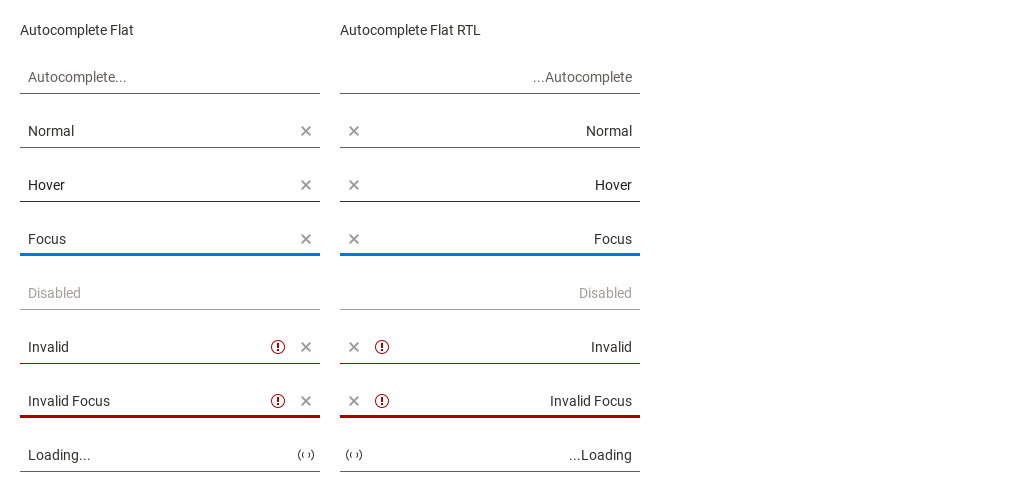 Autocomplete Flat
Autocomplete Flat RTL
Autocomplete...
...Autocomplete
Normal
Normal
Hover
Hover
Focus
Focus
Disabled
Disabled
Invalid
Invalid
Invalid Focus
Invalid Focus
Loading...
...Loading